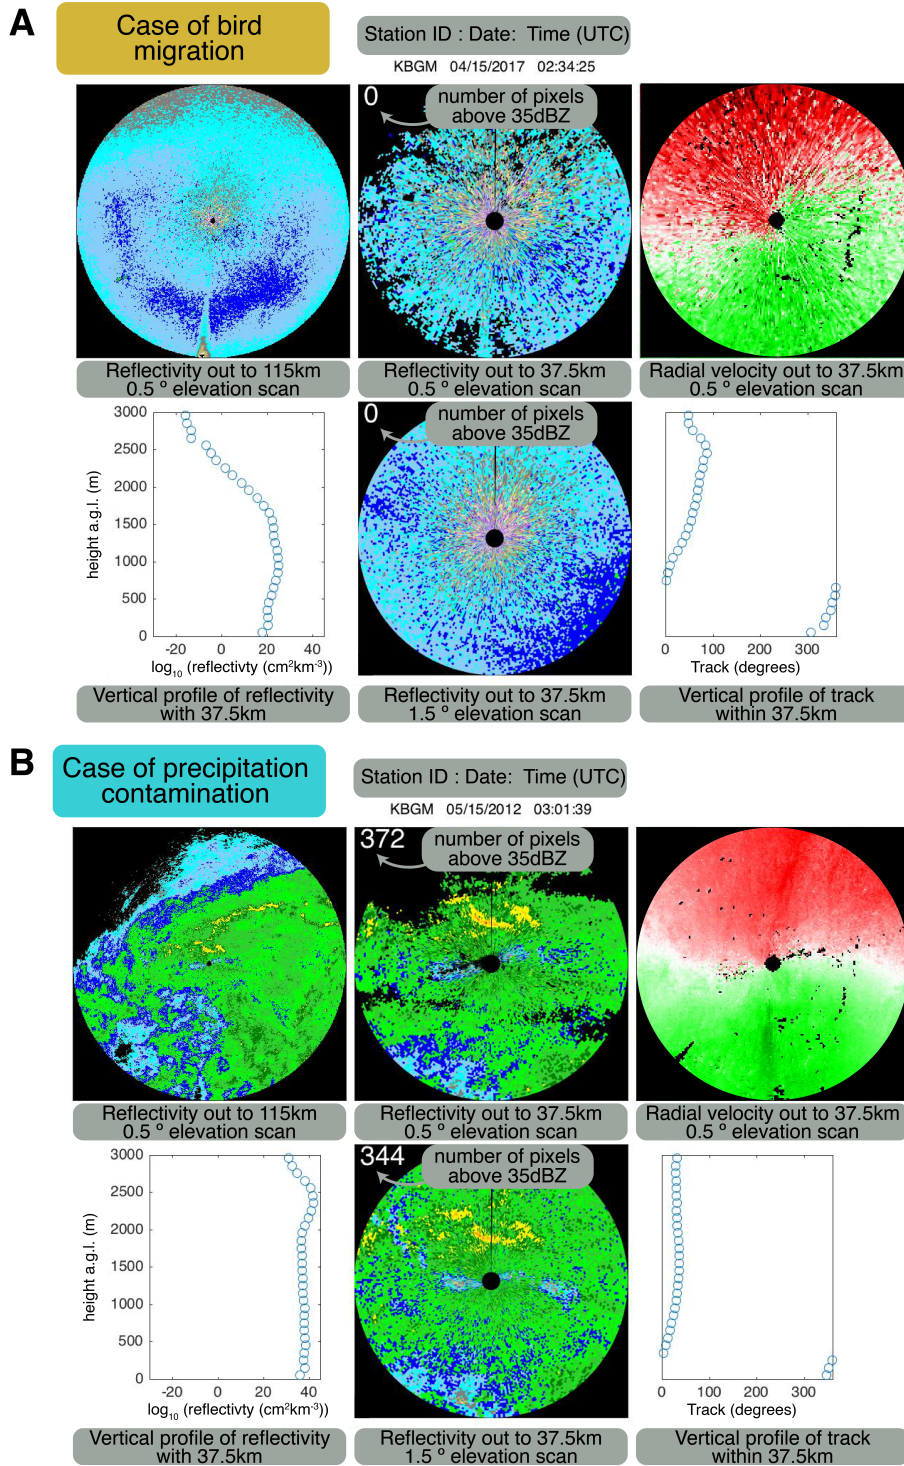 A
Case of bird
migration
Station ID : Date: Time (UTC)
KBGM 04/15/2017 02:34:25
0
number of pixels
above 35dBZ
Reflectivity out to 115km
0.5 º elevation scan
Reflectivity out to 37.5km
0.5 º elevation scan
Radial velocity out to 37.5km
0.5 º elevation scan
0
number of pixels
above 35dBZ
3000
2500
2000
1500
1000
500
0
height a.g.l. (m)
-20 0 20 40
log10 (reflectivty (cm2km-3))
0 100 200 300
Track (degrees)
Vertical profile of reflectivity
with 37.5km
Reflectivity out to 37.5km
1.5 º elevation scan
Vertical profile of track
within 37.5km
B
Case of precipitation
contamination
Station ID : Date: Time (UTC)
KBGM 05/15/2012 03:01:39
372
number of pixels
above 35dBZ
Reflectivity out to 115km
0.5 º elevation scan
Reflectivity out to 37.5km
0.5 º elevation scan
Radial velocity out to 37.5km
0.5 º elevation scan
344
number of pixels
above 35dBZ
3000
2500
2000
1500
1000
500
0
height a.g.l. (m)
-20 0 20 40
log10 (reflectivty (cm2km-3))
0 100 200 300
Track (degrees)
Vertical profile of reflectivity
with 37.5km
Reflectivity out to 37.5km
1.5 º elevation scan
Vertical profile of track
within 37.5km